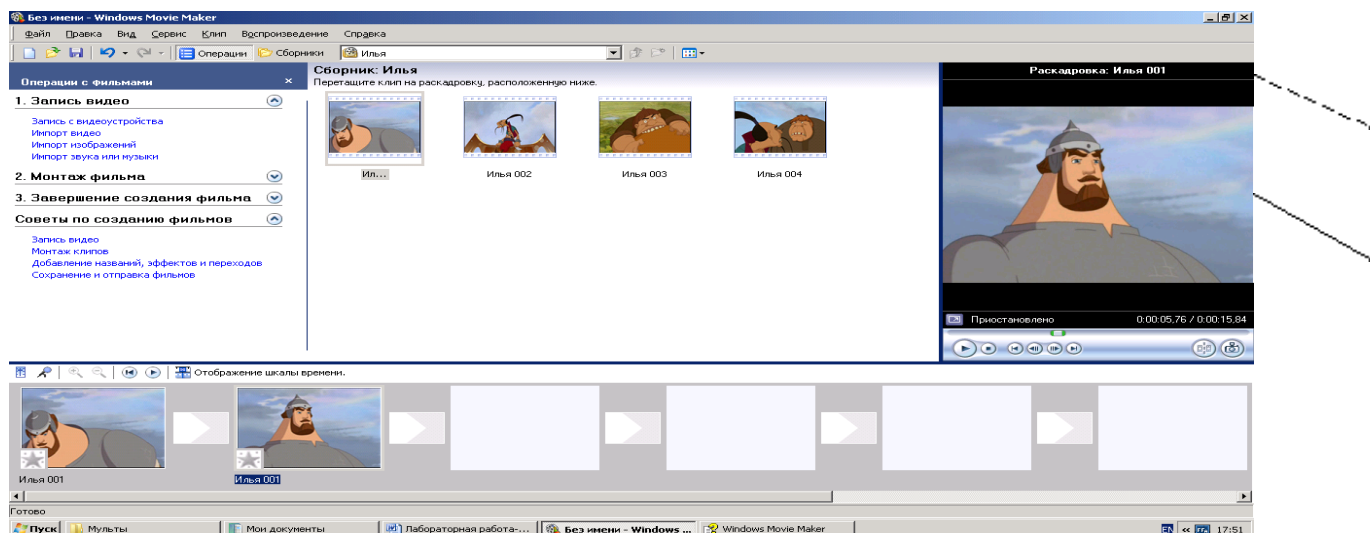 Без имени - Windows Movie Maker
Файл Правка Вид Сервис Клип Воспроизведение Справка
Операции Сборники Илья
Операции с фильмами
1. Запись видео
Запись с видеоустройства
Импорт видео
Импорт изображений
Импорт звука или музыки
2. Монтаж фильма
3. Завершение создания фильма
Советы по созданию фильмов
Запись видео
Монтаж клипов
Добавление названий, эффектов и переходов
Сохранение и отправка фильмов
Сборник: Илья
Перетащите клип на раскадровку, расположенную ниже.
Ил... Илья 002 Илья 003 Илья 004
Раскадровка: Илья 001
Приостановлено 0:00:05,76 / 0:00:15,84
Отображение шкалы времени.
Илья 001 Илья 001
Готово
Пуск Мульты Мои документы Лабораторная работа-... Без имени - Windows ... Windows Movie Maker EN « 17:51